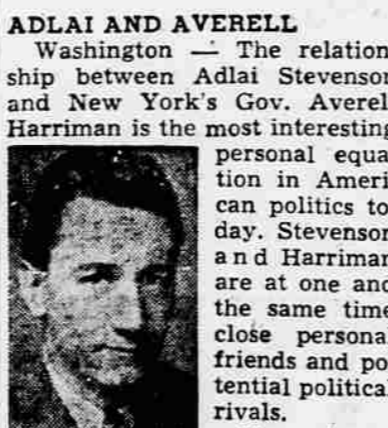 ADLAI AND AVERELL
Washington — The relation
ship between Adlai Stevenson
and New York's Gov. Averel
Harriman is the most interesting
personal equa
tion in Ameri
can politics to
day. Stevenson
and Harriman
are at one and
the same time
close personal
friends and po
tential political
rivals.